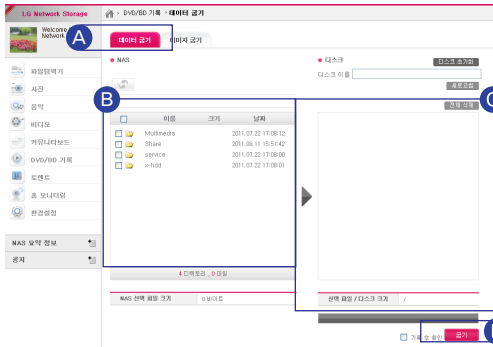 LG Network Storage
DVD/BD 기록 > 데이터 굽기
Welcome
Network
A
데이터 굽기
이미지 굽기
NAS
디스크
디스크 초기화
디스크 이름
새로고침
전체 삭제
B
C
이름 크기 날짜
Multimedia 2011.07.22 17:08:12
Share 2011.08.11 15:51:42
service 2011.07.22 17:08:00
x-hdd 2011.07.22 17:08:01
4 디렉토리 , 0 파일
NAS 선택 파일 크기 0 바이트
선택 파일 / 디스크 크기 /
기록 후 확인
굽기
파일탐색기
사진
음악
비디오
커뮤니티보드
DVD/BD 기록
토렌트
홈 모니터링
환경설정
NAS 요약 정보
공지